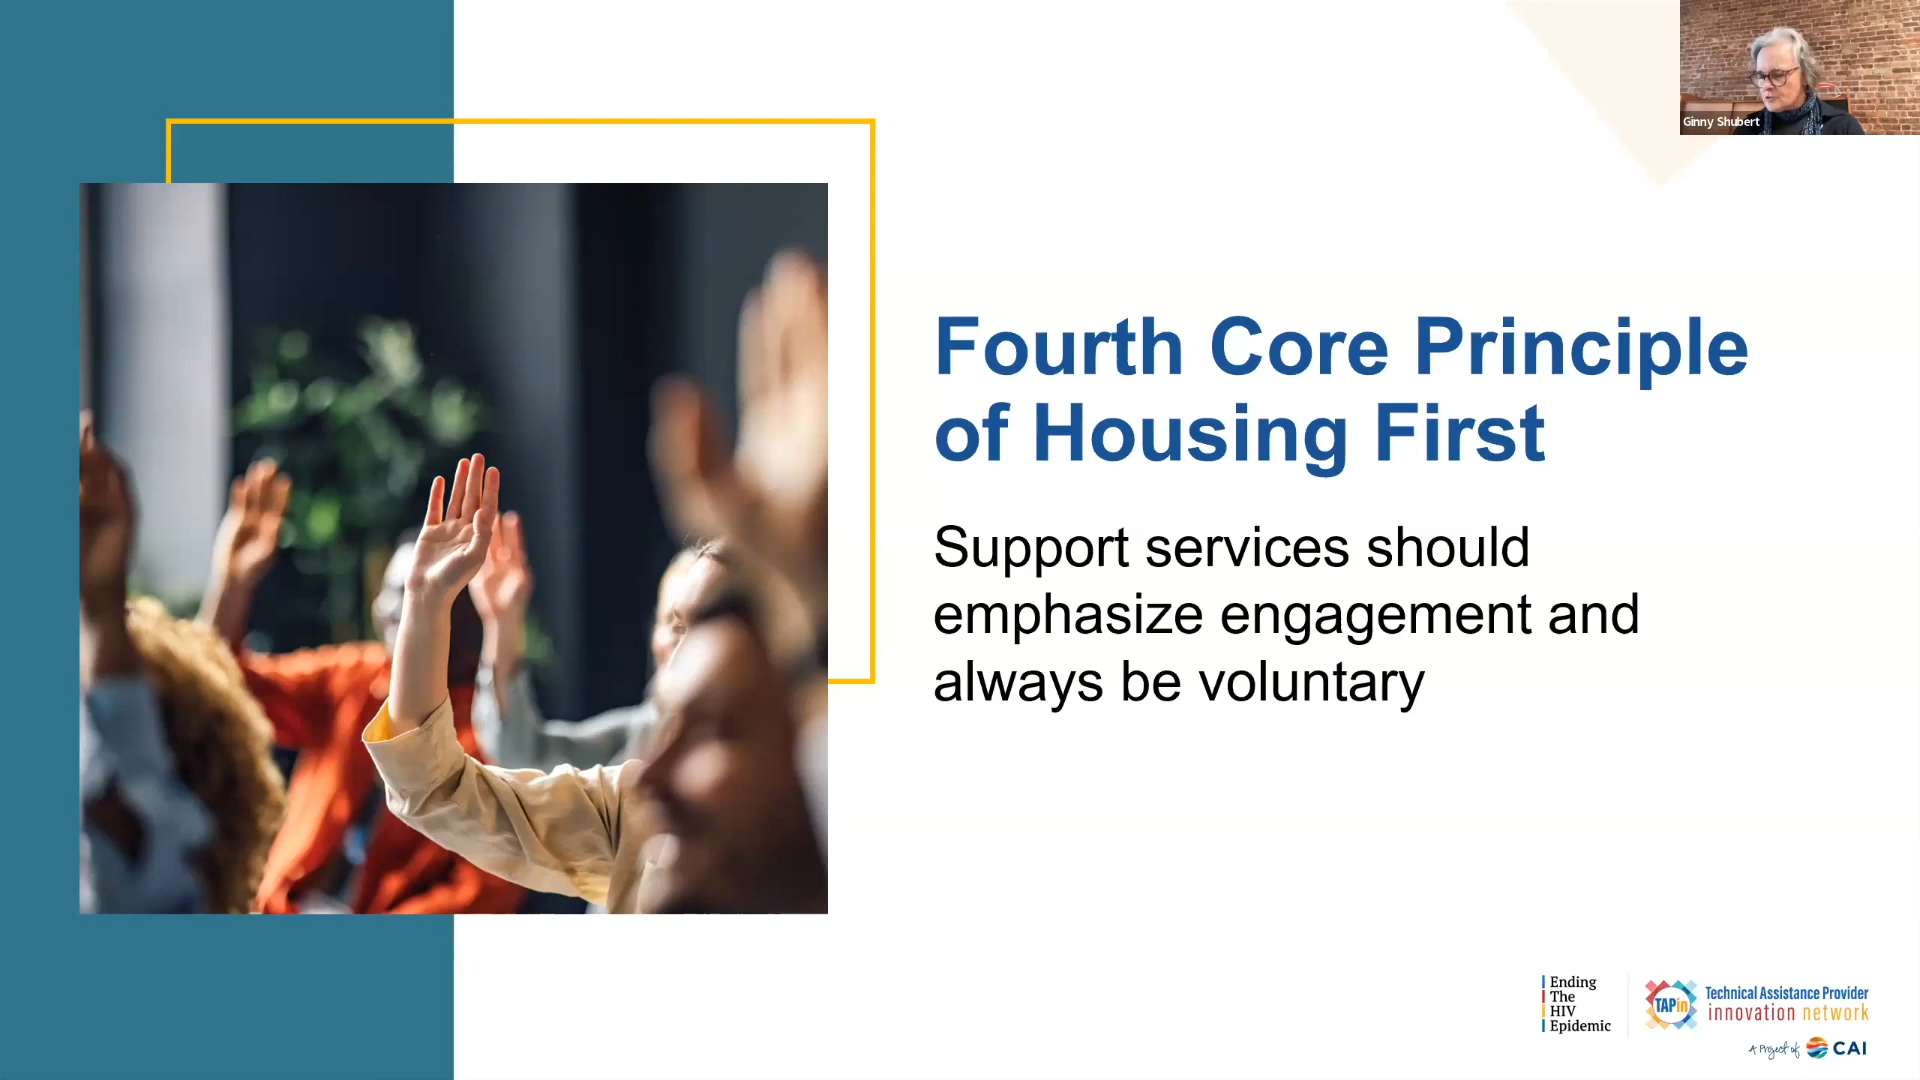 Ginny Shubert
Fourth Core Principle
of Housing First
Support services should
emphasize engagement and
always be voluntary
Ending
The
HIV
Epidemic
TAPin
Technical Assistance Provider
innovation network
A Project of CAI